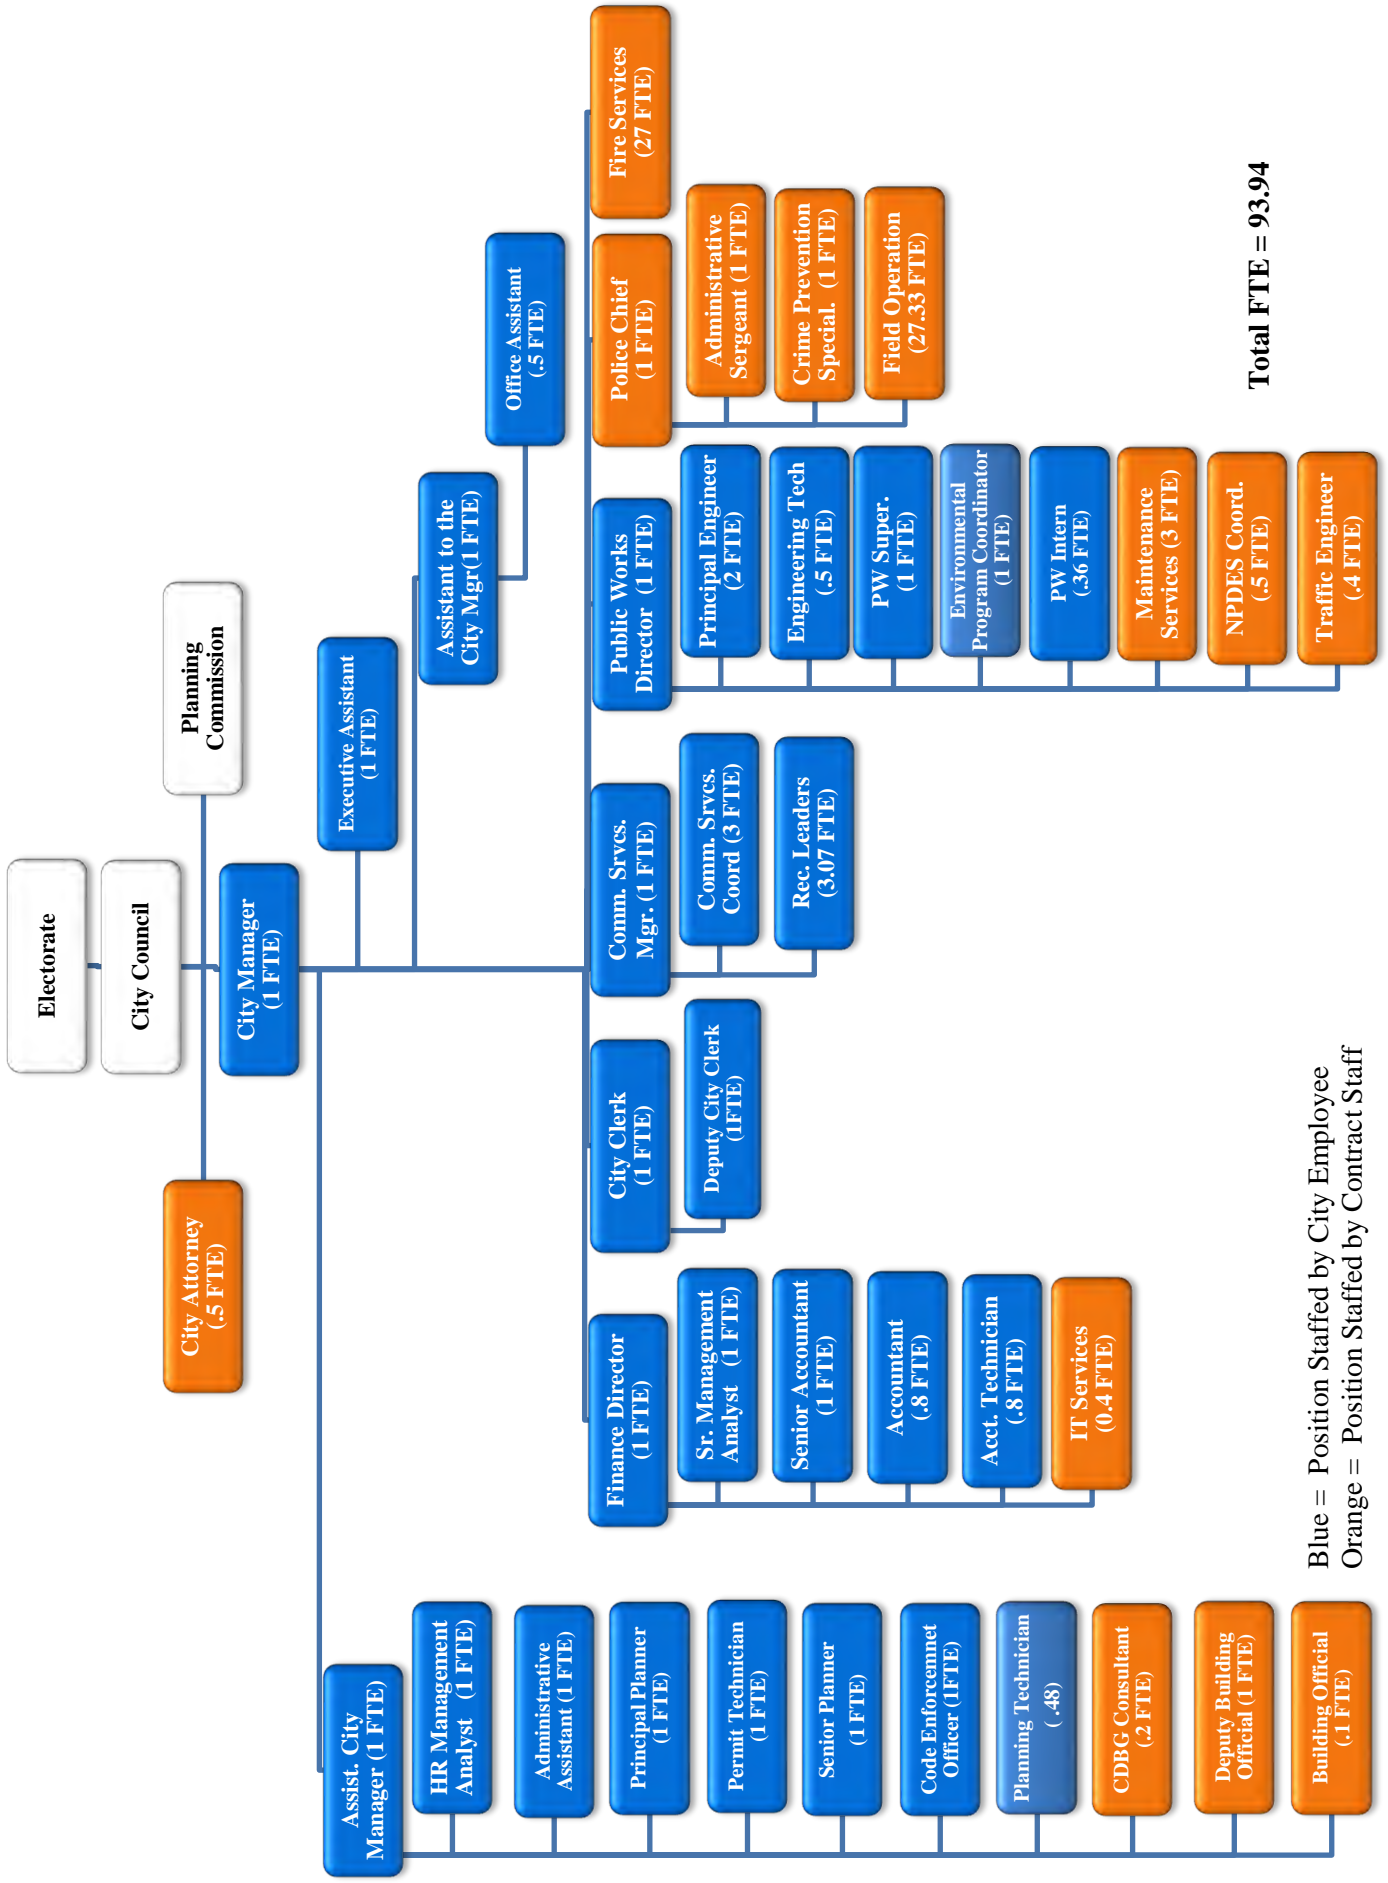 Electorate
City Council
City Attorney
(.5 FTE)
Planning
Commission
City Manager
(1 FTE)
Executive Assistant
(1 FTE)
Assistant to the
City Mgr(1 FTE)
Office Assistant
(.5 FTE)
Assist. City
Manager (1 FTE)
HR Management
Analyst (1 FTE)
Administrative
Assistant (1 FTE)
Principal Planner
(1 FTE)
Permit Technician
(1 FTE)
Senior Planner
(1 FTE)
Code Enforcemnet
Officer (1FTE)
Planning Technician
( .48)
CDBG Consultant
(.2 FTE)
Deputy Building
Official (1 FTE)
Building Official
(.1 FTE)
Finance Director
(1 FTE)
Sr. Management
Analyst (1 FTE)
Senior Accountant
(1 FTE)
Accountant
(.8 FTE)
Acct. Technician
(.8 FTE)
IT Services
(0.4 FTE)
City Clerk
(1 FTE)
Deputy City Clerk
(1FTE)
Comm. Srvcs.
Mgr. (1 FTE)
Comm. Srvcs.
Coord (3 FTE)
Rec. Leaders
(3.07 FTE)
Public Works
Director (1 FTE)
Principal Engineer
(2 FTE)
Engineering Tech
(.5 FTE)
PW Super.
(1 FTE)
Environmental
Program Coordinator
(1 FTE)
PW Intern
(.36 FTE)
Maintenance
Services (3 FTE)
NPDES Coord.
(.5 FTE)
Traffic Engineer
(.4 FTE)
Police Chief
(1 FTE)
Administrative
Sergeant (1 FTE)
Crime Prevention
Special. (1 FTE)
Field Operation
(27.33 FTE)
Fire Services
(27 FTE)
Total FTE = 93.94
Blue = Position Staffed by City Employee
Orange = Position Staffed by Contract Staff